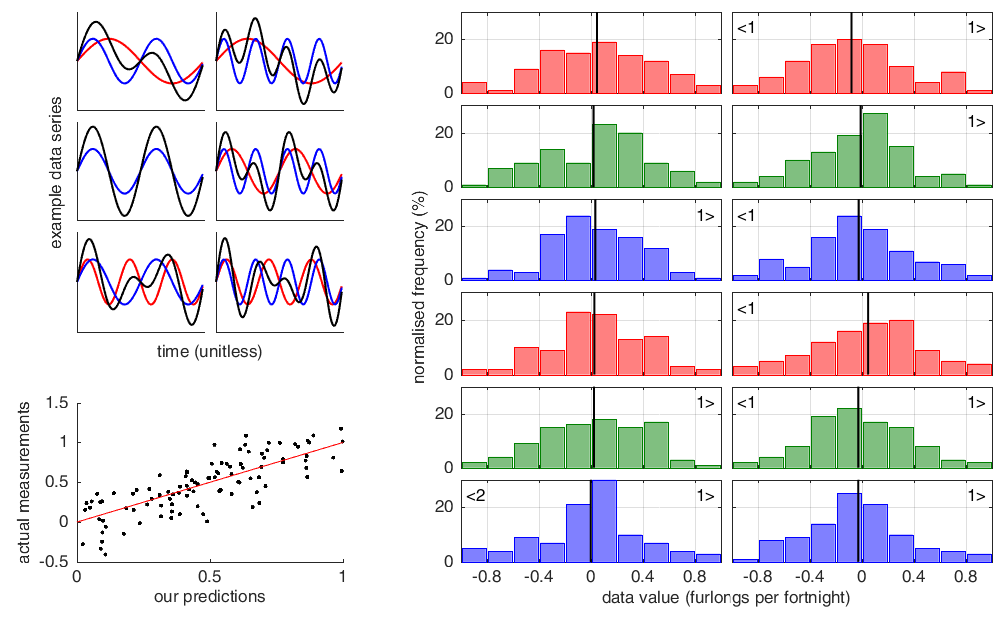 example data series
time (unitless)
actual measurements
1.5
1
0.5
0
-0.5
0 0.5 1
our predictions
normalised frequency (%)
20
0
<1 1>
20
0
1>
20
0
1>
<1
20
0
<1
20
0
1>
<1 1>
20
0
<2 1>
1>
-0.8 -0.4 0 0.4 0.8
-0.8 -0.4 0 0.4 0.8
data value (furlongs per fortnight)